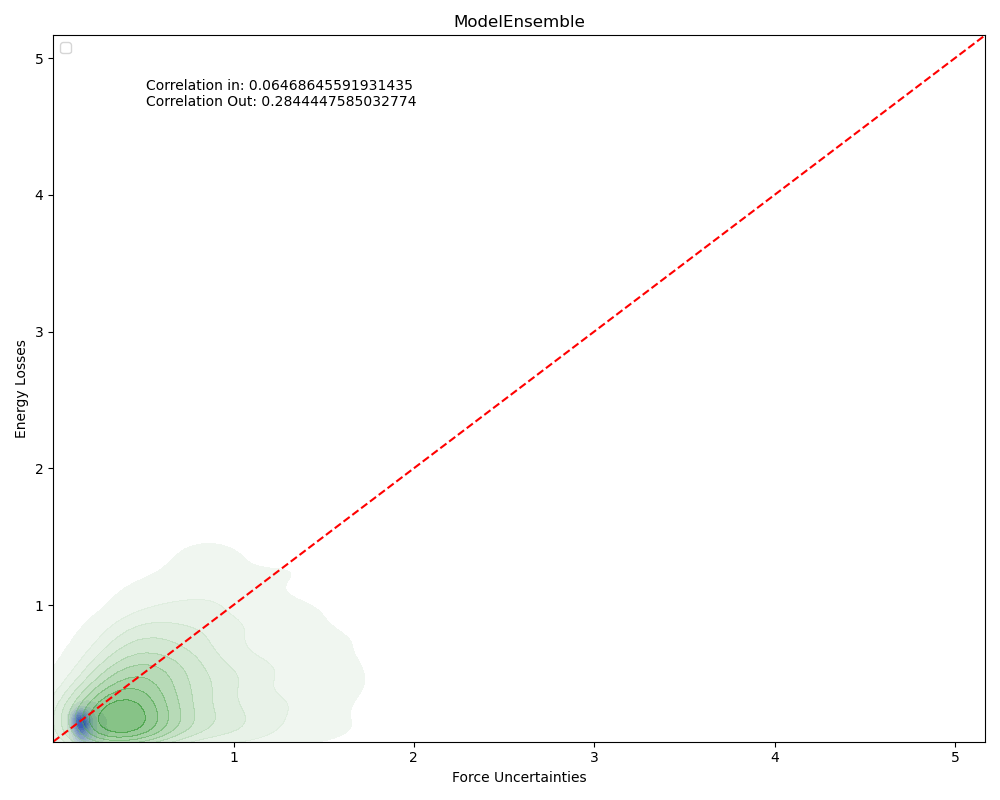 ModelEnsemble
Correlation in: 0.06468645591931435
Correlation Out: 0.2844447585032774
5
4
3
2
1
Energy Losses
1 2 3 4 5
Force Uncertainties